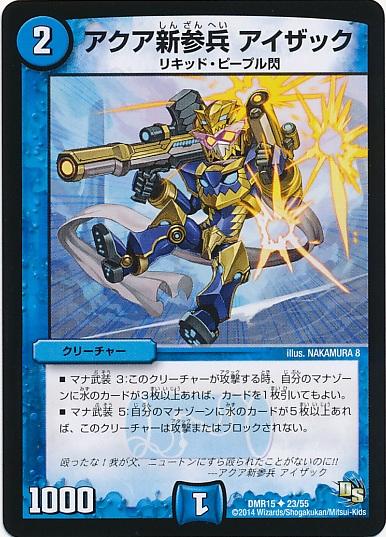 2
しんざんへい
アクア新参兵 アイザック
リキッド・ピープル閃
クリーチャー
illus. NAKAMURA 8
■ マナ武装 3:このクリーチャーが攻撃する時、自分のマナゾー
ンに水のカードが3枚以上あれば、カードを1枚引いてもよい。
■ マナ武装 5:自分のマナゾーンに水のカードが5枚以上あれ
ば、このクリーチャーは攻撃またはブロックされない。
殴ったな!我が父、ニュートンにすら殴られたことがないのに!!
---アクア新参兵 アイザック
1000
1
DS
DMR15 ◆ 23/55
©2014 Wizards/Shogakukan/Mitsui-Kids